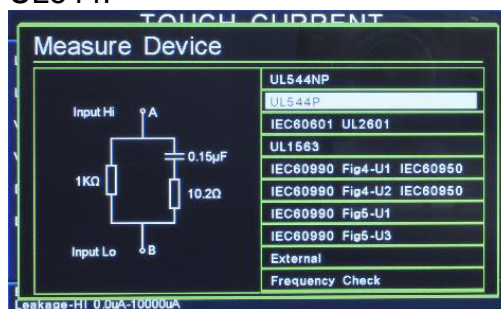 TOUCH CURRENT
Measure Device
Input Hi
A
0.15μF
1KΩ
10.2Ω
Input Lo
B
UL544NP
UL544P
IEC60601 UL2601
UL1563
IEC60990 Fig4-U1 IEC60950
IEC60990 Fig4-U2 IEC60950
IEC60990 Fig5-U1
IEC60990 Fig5-U3
External
Frequency Check
Leakage-HI 0.0uA-10000uA